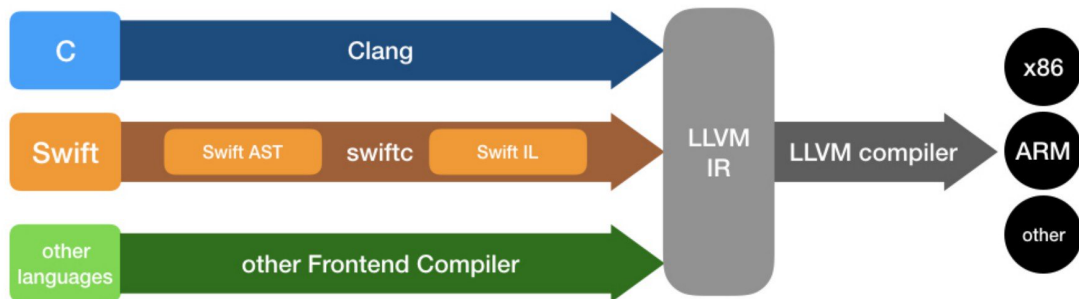 C
Clang
Swift
Swift AST
swiftc
Swift IL
other
languages
other Frontend Compiler
LLVM
IR
LLVM compiler
x86
ARM
other